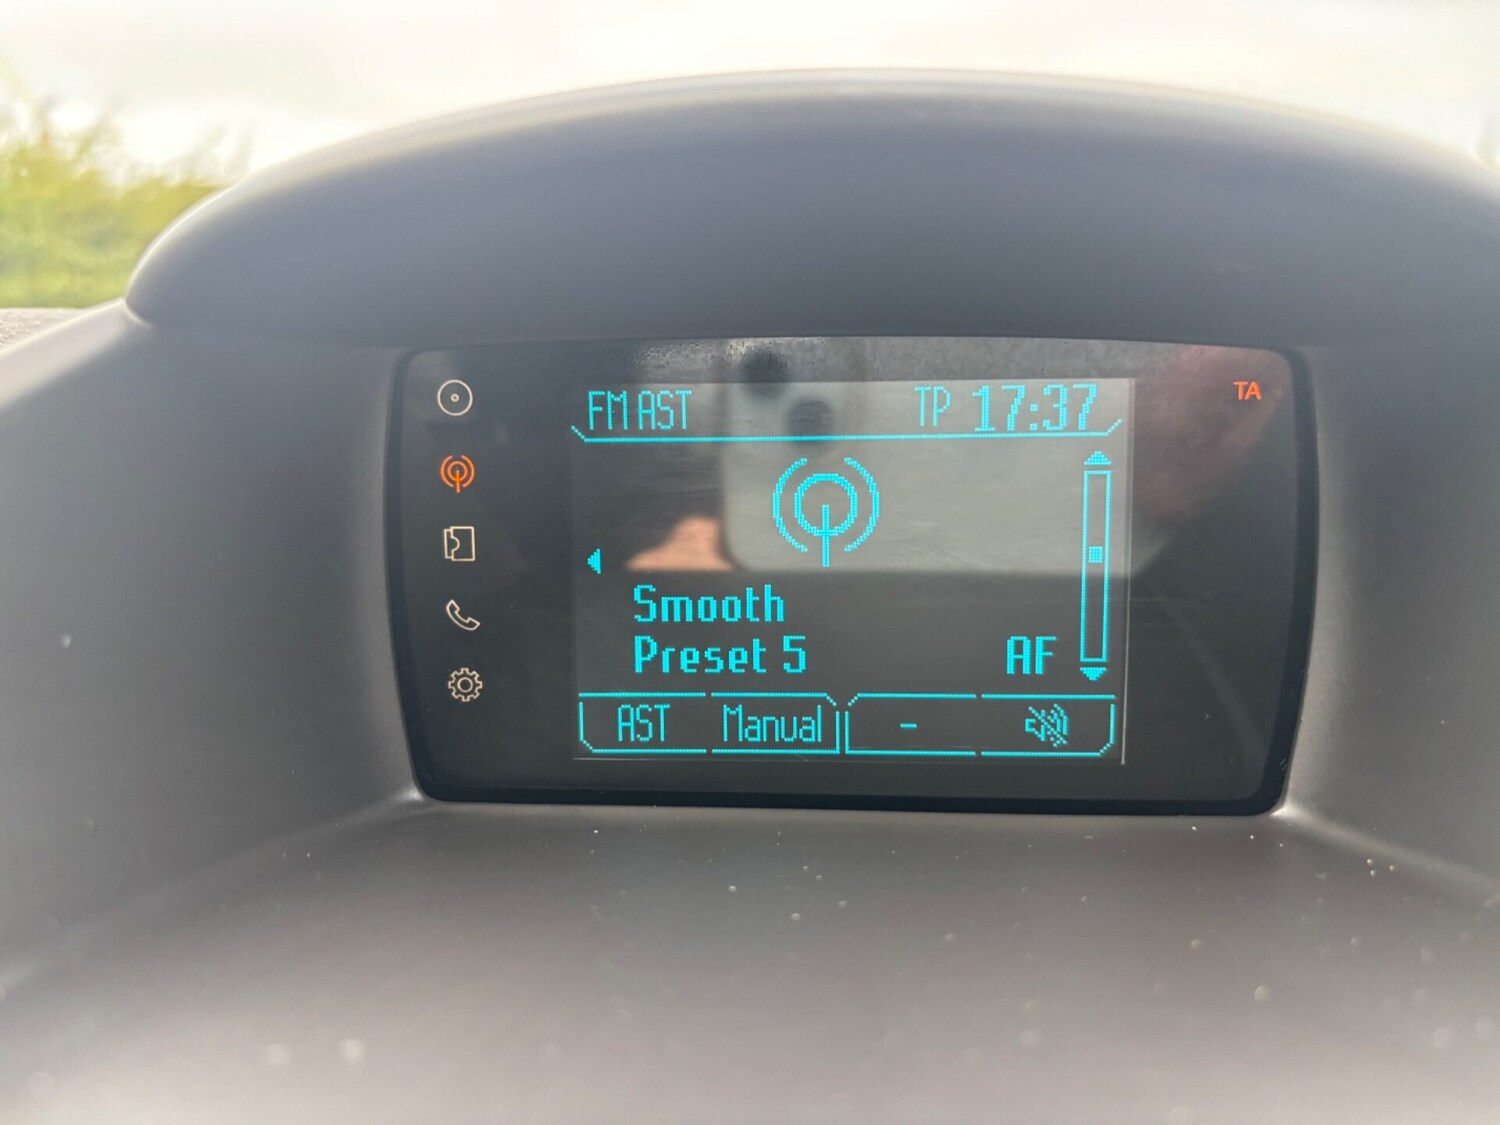 FM AST TP 17:37 TA
Smooth
Preset 5 AF
AST Manual -